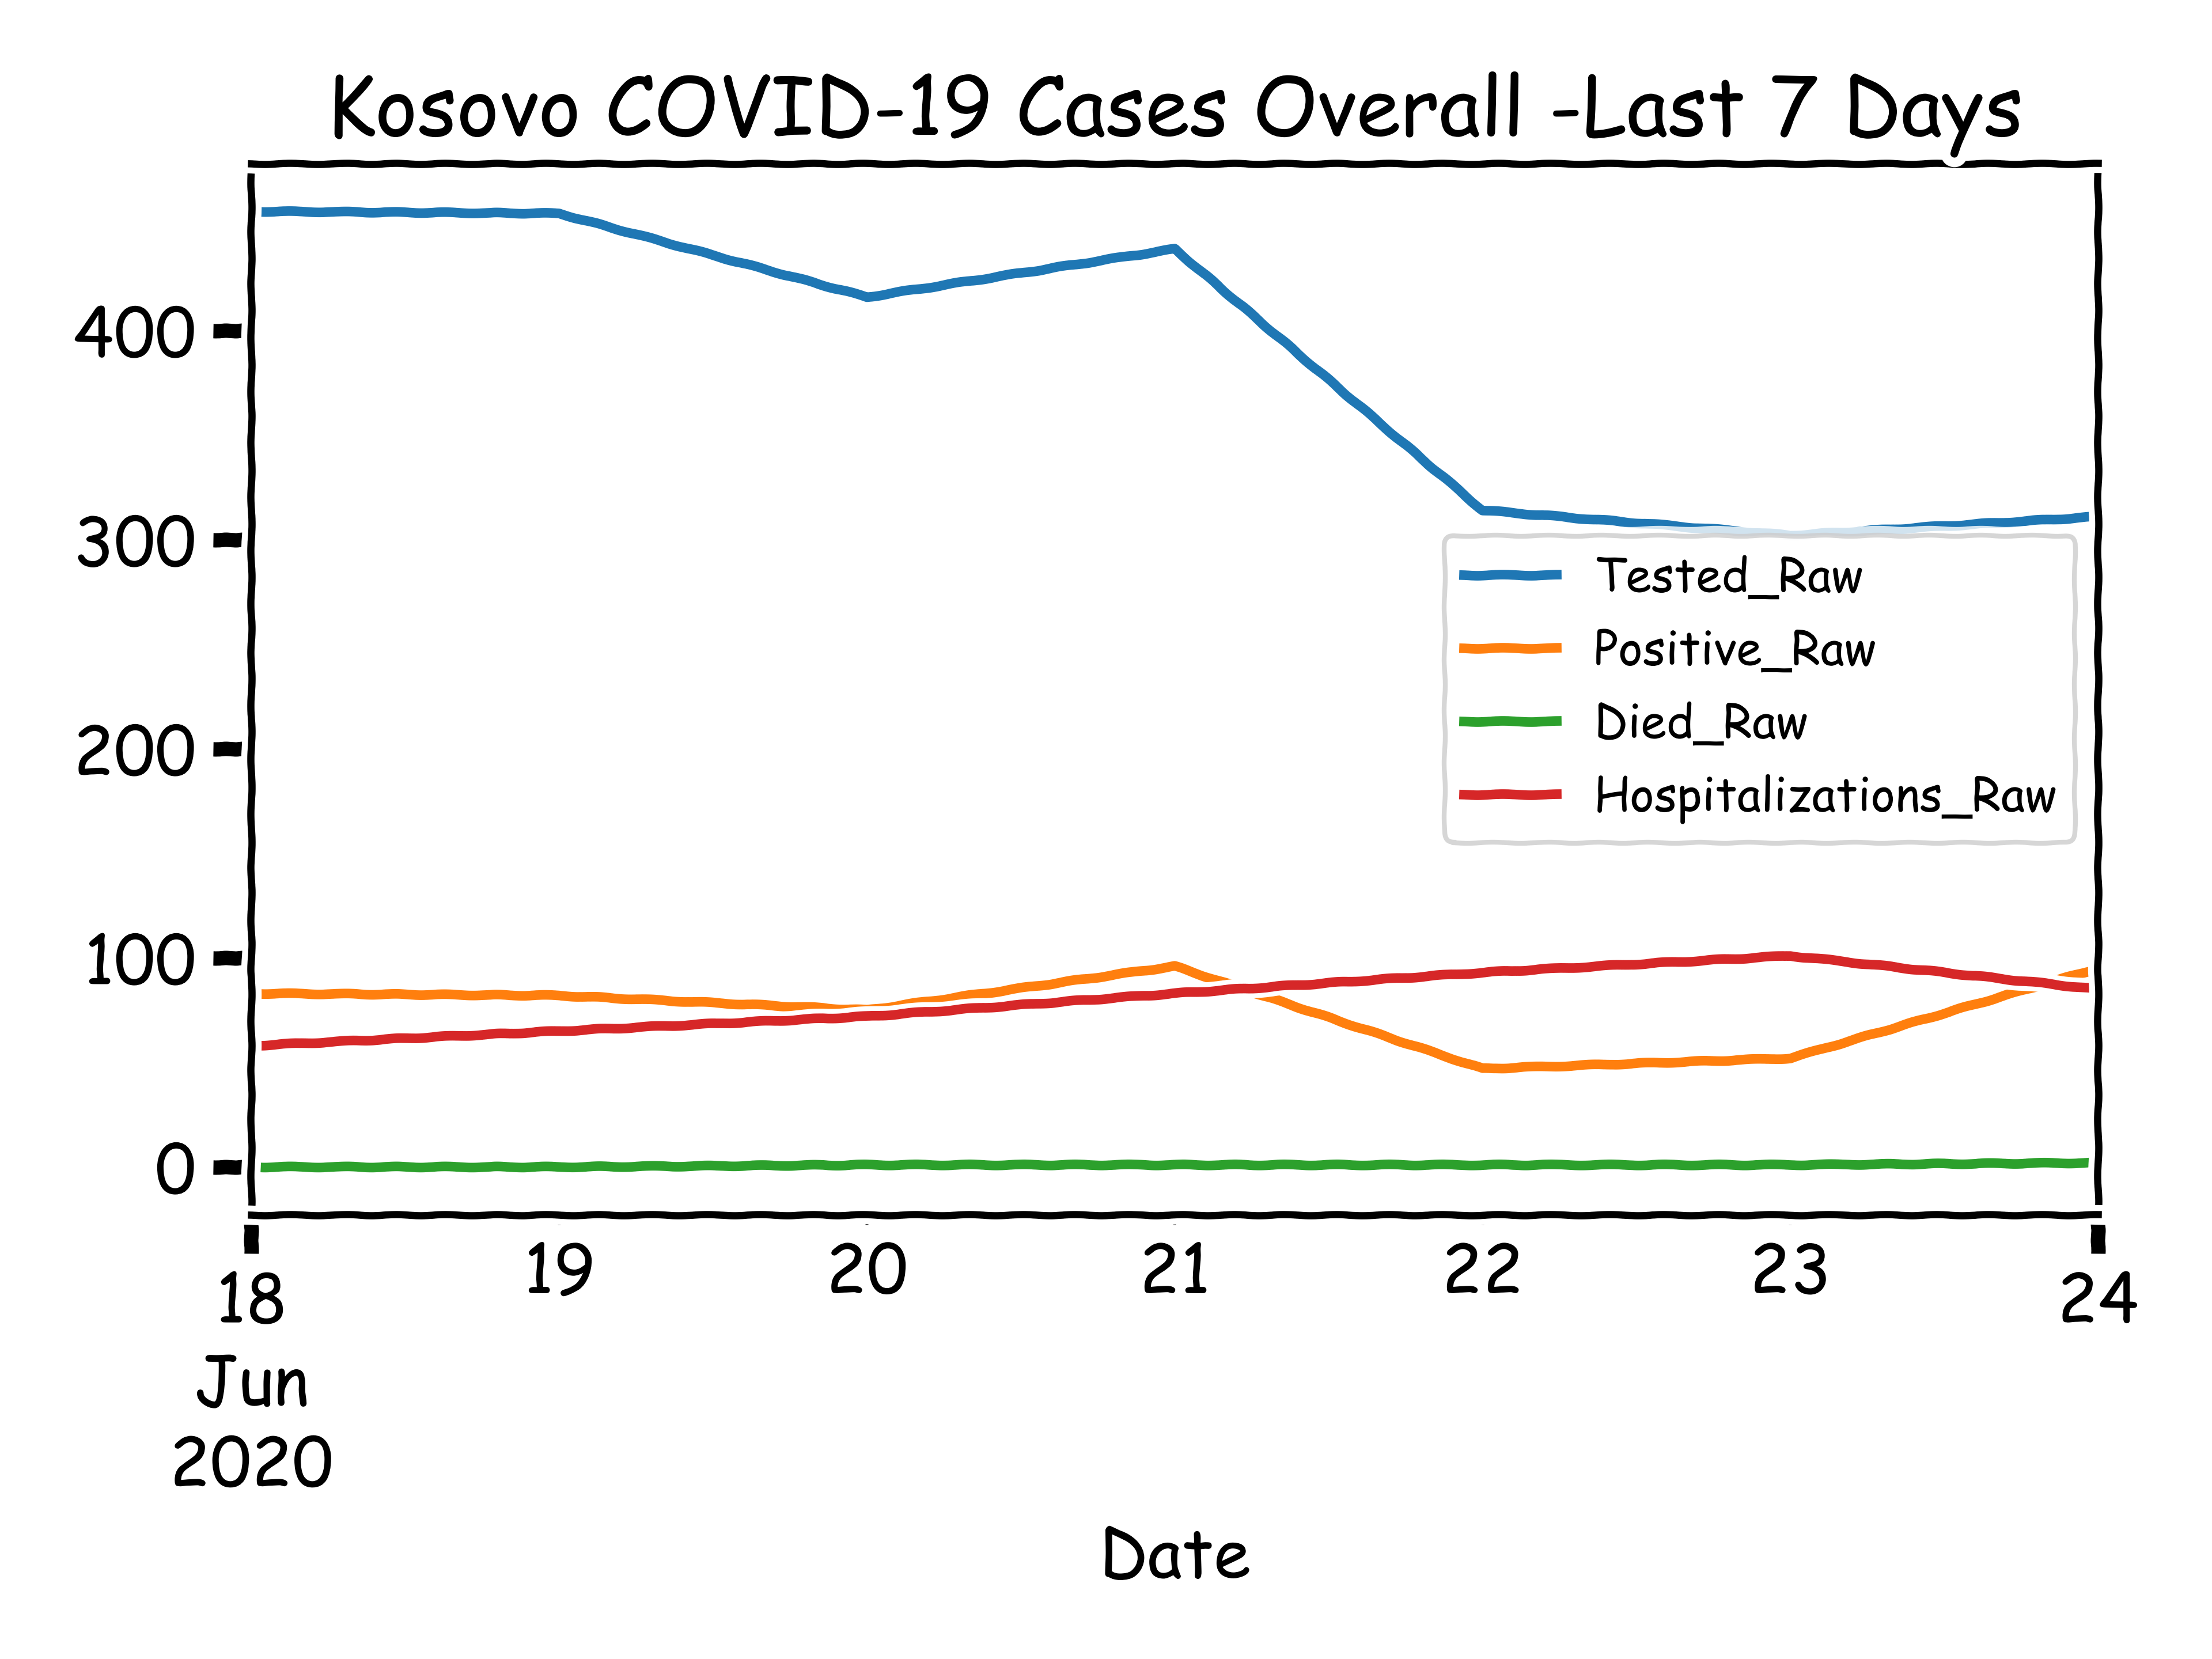 Kosovo COVID-19 Cases Overall -Last 7 Days
400
300
200
100
0
Tested_Raw
Positive_Raw
Died_Raw
Hospitalizations_Raw
18 19 20 21 22 23 24
Jun
2020
Date